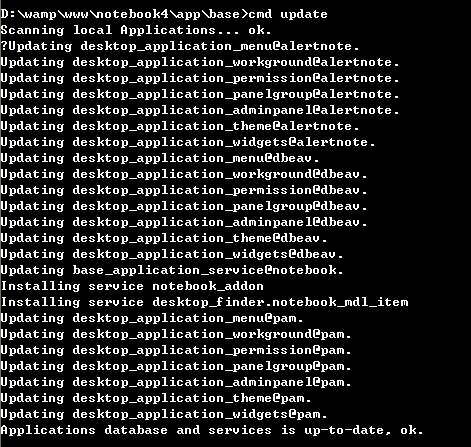 D:\wamp\www\notebook4\app\base>cmd update
Scanning local Applications... ok.
?Updating desktop_application_menu@alertnote.
Updating desktop_application_workground@alertnote.
Updating desktop_application_permission@alertnote.
Updating desktop_application_panelgroup@alertnote.
Updating desktop_application_adminpanel@alertnote.
Updating desktop_application_theme@alertnote.
Updating desktop_application_widgets@alertnote.
Updating desktop_application_menu@dbeav.
Updating desktop_application_workground@dbeav.
Updating desktop_application_permission@dbeav.
Updating desktop_application_panelgroup@dbeav.
Updating desktop_application_adminpanel@dbeav.
Updating desktop_application_theme@dbeav.
Updating desktop_application_widgets@dbeav.
Updating base_application_service@notebook.
Installing service notebook_addon
Installing service desktop_finder.notebook_mdl_item
Updating desktop_application_menu@pam.
Updating desktop_application_workground@pam.
Updating desktop_application_permission@pam.
Updating desktop_application_panelgroup@pam.
Updating desktop_application_adminpanel@pam.
Updating desktop_application_theme@pam.
Updating desktop_application_widgets@pam.
Applications database and services is up-to-date, ok.